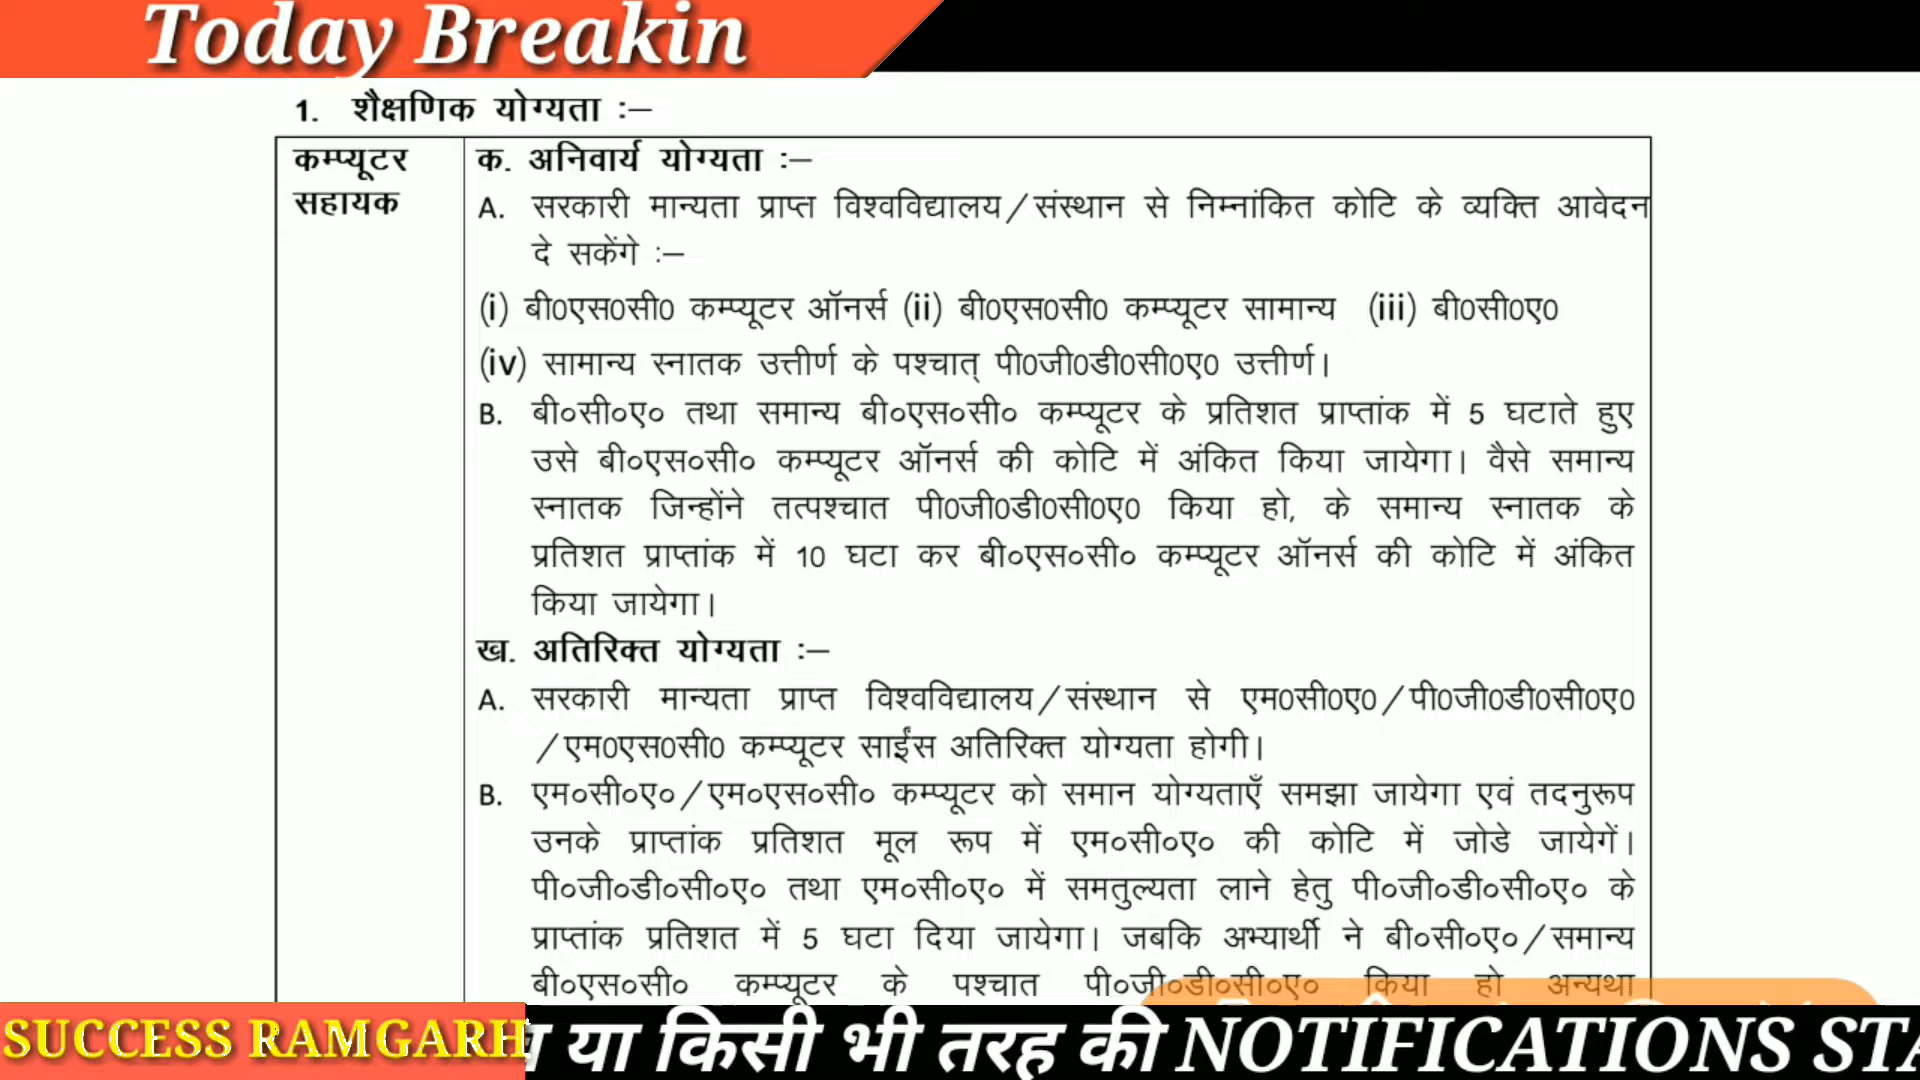 Today Breakin
1. शैक्षणिक योग्यता :–
कम्प्यूटर
सहायक
क. अनिवार्य योग्यता :–
A. सरकारी मान्यता प्राप्त विश्वविद्यालय/संस्थान से निम्नांकित कोटि के व्यक्ति आवेदन
दे सकेंगे :–
(i) बी0एस0सी0 कम्प्यूटर ऑनर्स (ii) बी0एस0सी0 कम्प्यूटर सामान्य (iii) बी0सी0ए0
(iv) सामान्य स्नातक उत्तीर्ण के पश्चात् पी0जी0डी0सी0ए0 उत्तीर्ण।
B. बी०सी०ए० तथा समान्य बी०एस०सी० कम्प्यूटर के प्रतिशत प्राप्तांक में 5 घटाते हुए
उसे बी०एस०सी० कम्प्यूटर ऑनर्स की कोटि में अंकित किया जायेगा। वैसे समान्य
स्नातक जिन्होंने तत्पश्चात पी0जी0डी0सी0ए0 किया हो, के समान्य स्नातक के
प्रतिशत प्राप्तांक में 10 घटा कर बी०एस०सी० कम्प्यूटर ऑनर्स की कोटि में अंकित
किया जायेगा।
ख. अतिरिक्त योग्यता :–
A. सरकारी मान्यता प्राप्त विश्वविद्यालय/संस्थान से एम0सी0ए0/पी0जी0डी0सी0ए0
/एम0एस0सी0 कम्प्यूटर साईंस अतिरिक्त योग्यता होगी।
B. एम०सी०ए०/एम०एस०सी० कम्प्यूटर को समान योग्यताएँ समझा जायेगा एवं तदनुरूप
उनके प्राप्तांक प्रतिशत मूल रूप में एम०सी०ए० की कोटि में जोडे जायेगें।
पी०जी०डी०सी०ए० तथा एम०सी०ए० में समतुल्यता लाने हेतु पी०जी०डी०सी०ए० के
प्राप्तांक प्रतिशत में 5 घटा दिया जायेगा। जबकि अभ्यार्थी ने बी०सी०ए०/समान्य
बी०एस०सी० कम्प्यूटर के पश्चात पी०जी०डी०सी०ए० किया हो अन्यथा
SUCCESS RAMGARH
या किसी भी तरह की NOTIFICATIONS STA